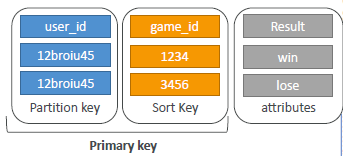 user_id game_id Result
12broiu45 1234 win
12broiu45 3456 lose
Partition key Sort Key attributes
Primary key